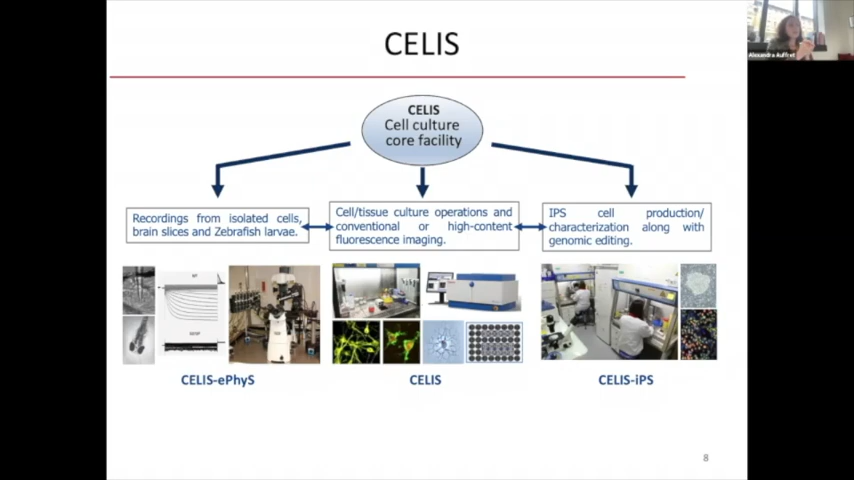 CELIS
Alexandra Auffret
CELIS
Cell culture
core facility
Recordings from isolated cells,
brain slices and Zebrafish larvae.
Cell/tissue culture operations and
conventional or high-content
fluorescence imaging.
IPS cell production/
characterization along with
genomic editing.
CELIS-ePhyS
CELIS
CELIS-iPS
8